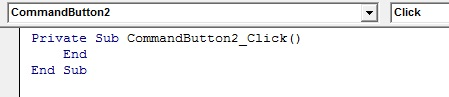 CommandButton2 Click
Private Sub CommandButton2_Click()
    End
End Sub